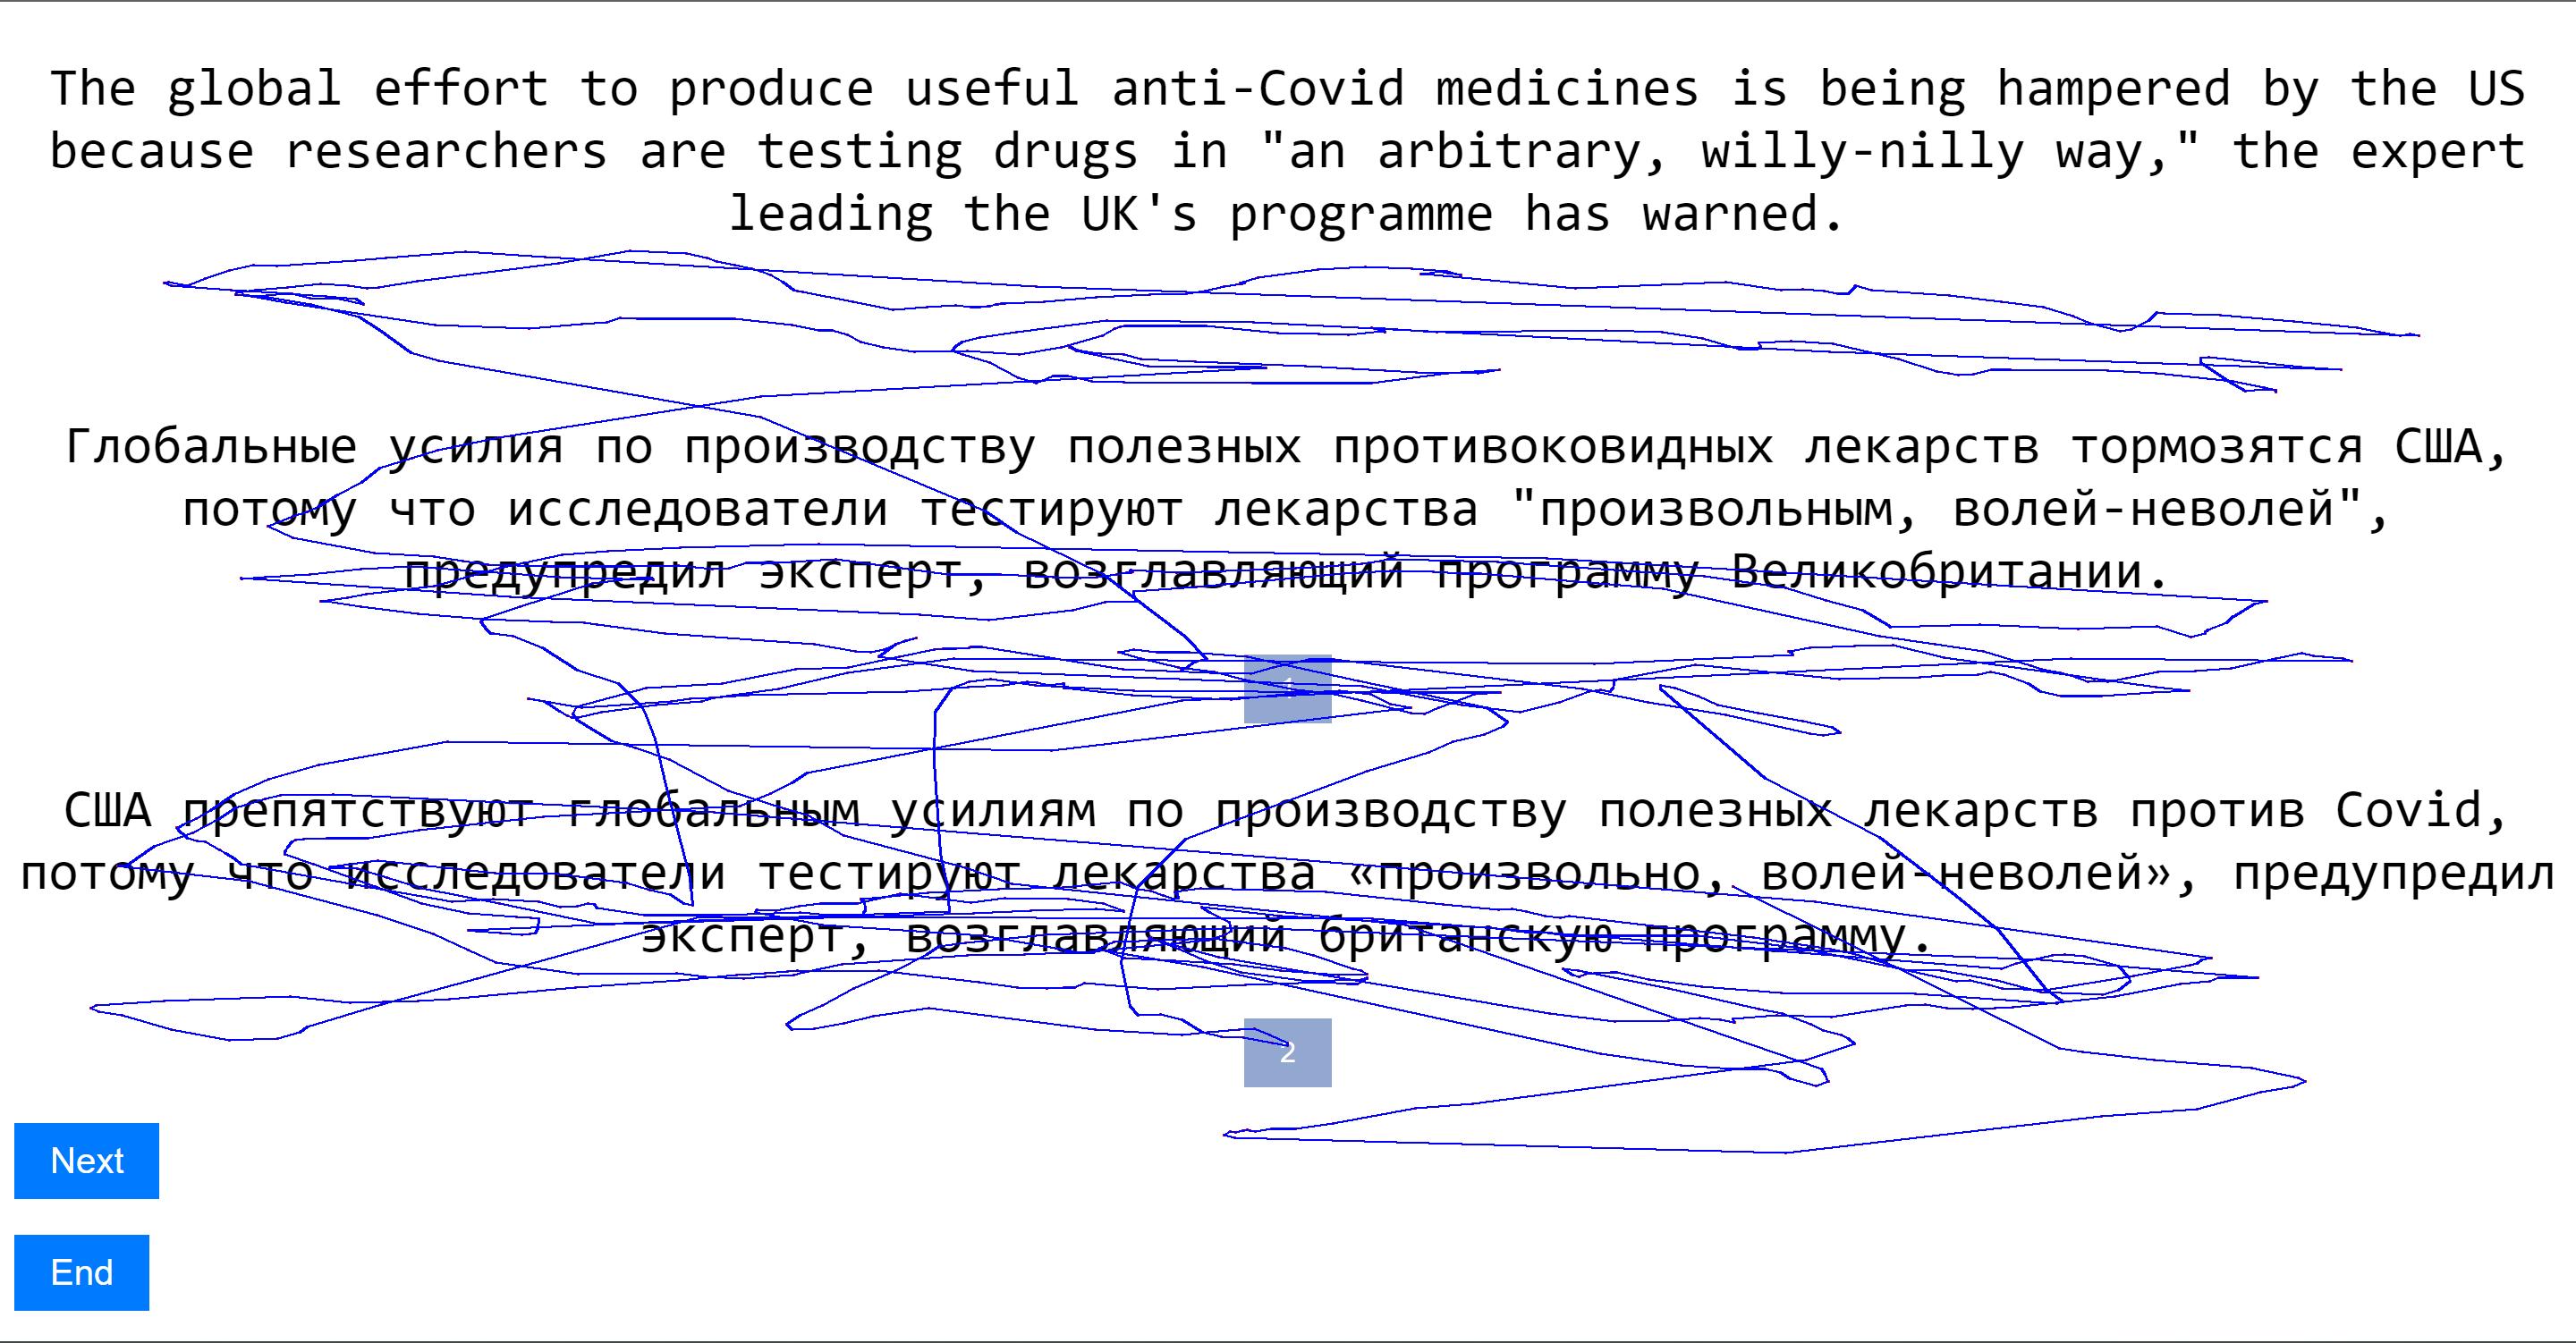 The global effort to produce useful anti-Covid medicines is being hampered by the US
because researchers are testing drugs in "an arbitrary, willy-nilly way," the expert
leading the UK's programme has warned.
Глобальные усилия по производству полезных противоковидных лекарств тормозятся США,
потому что исследователи тестируют лекарства "произвольным, волей-неволей",
предупредил эксперт, возглавляющий программу Великобритании.
1
США препятствуют глобальным усилиям по производству полезных лекарств против Covid,
потому что исследователи тестируют лекарства «произвольно, волей-неволей», предупредил
эксперт, возглавляющий британскую программу.
2
Next
End